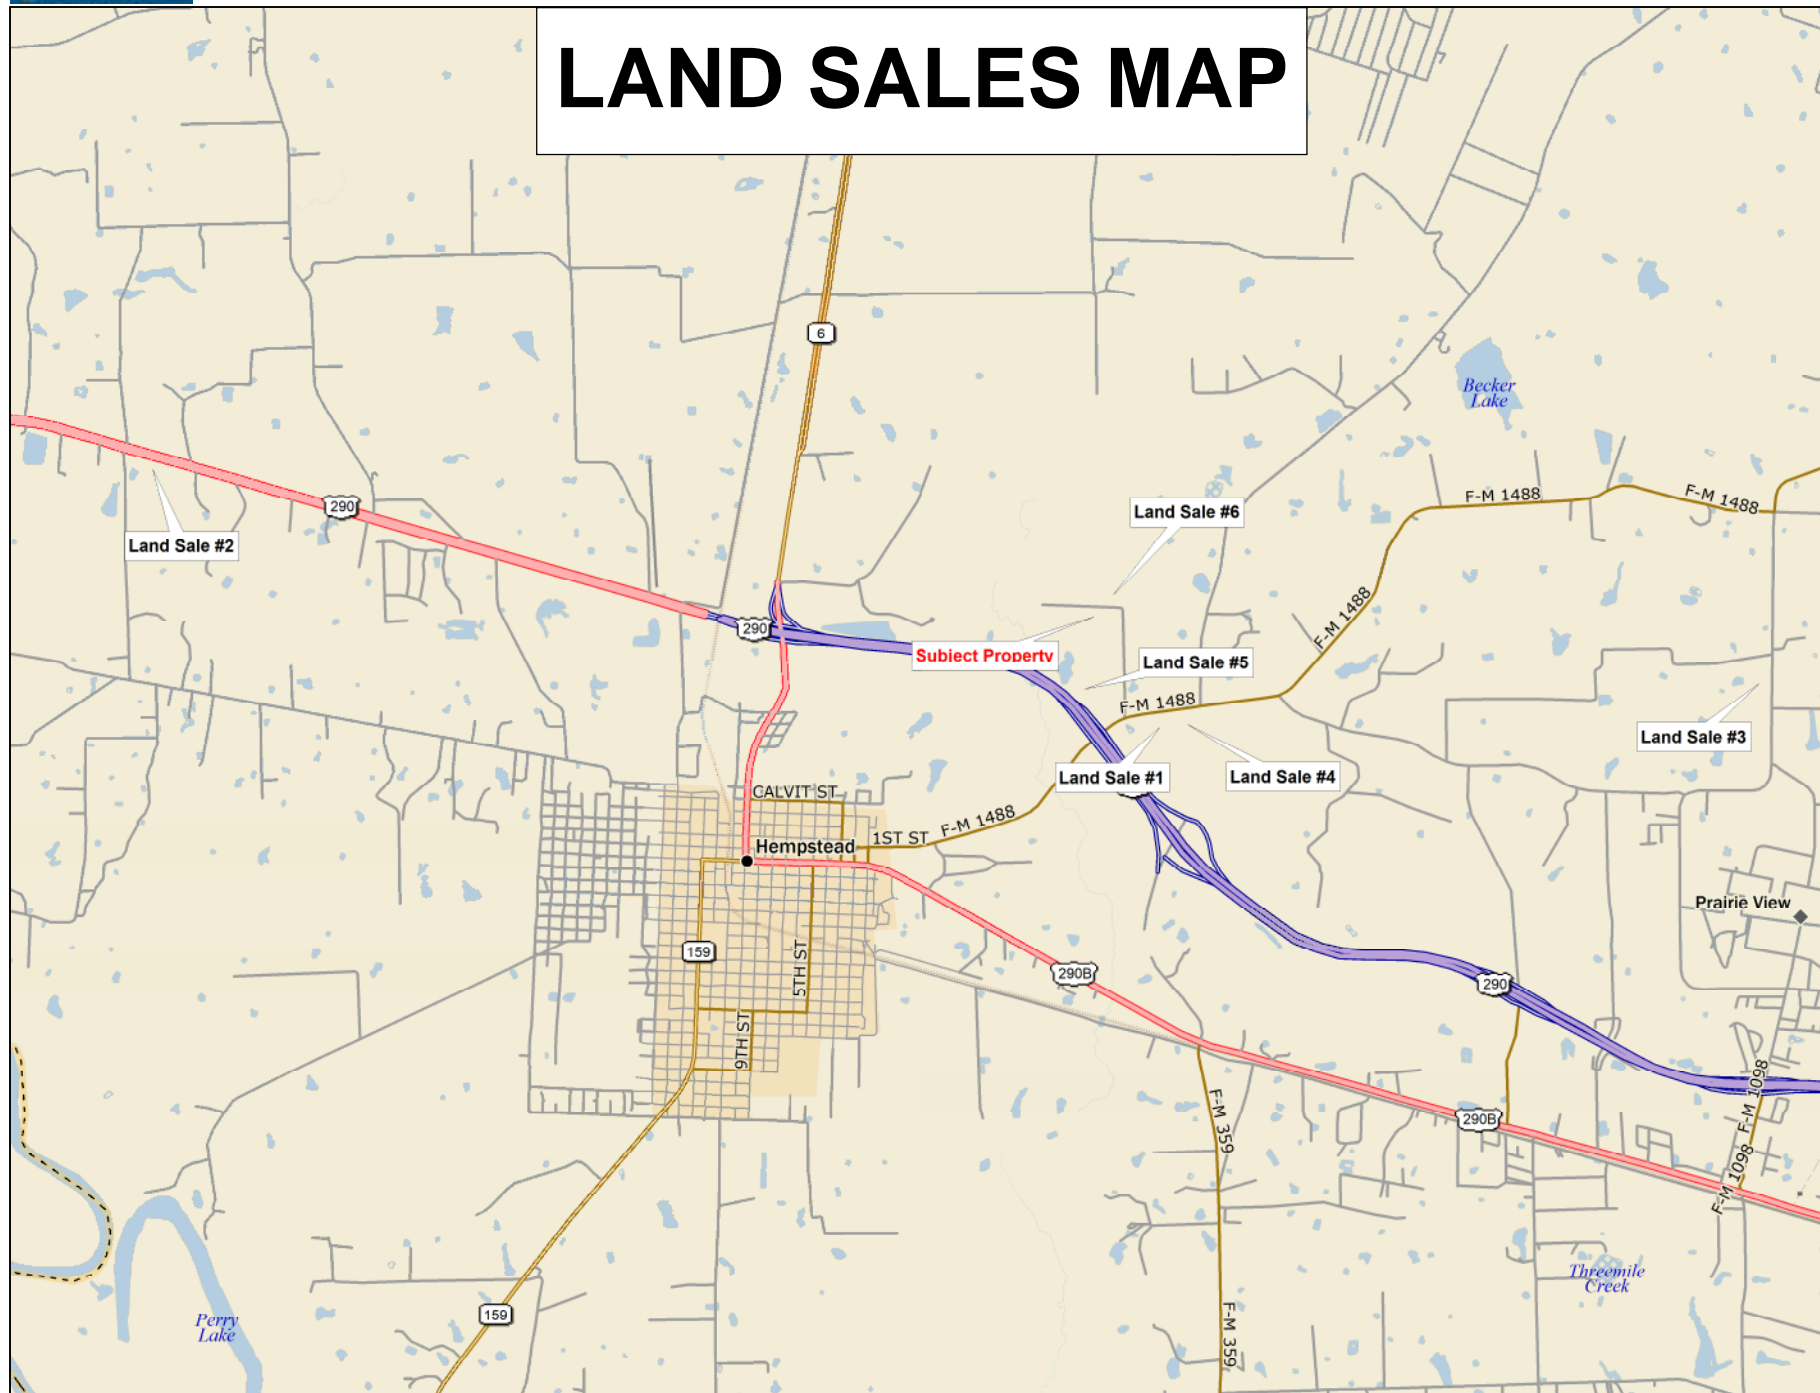 LAND SALES MAP
6
Becker
Lake
F-M 1488
F-M 1488
290
Land Sale #6
Land Sale #2
F-M 1488
290
Subject Property
Land Sale #5
F-M 1488
Land Sale #3
Land Sale #1
Land Sale #4
CALVIT ST
F-M 1488
1ST ST
Hempstead
Prairie View
159
5TH ST
290B
290
9TH ST
F-M 1098
F-M 359
290B
F-M 1098
Threemile
Creek
159
Perry
Lake
F-M 359